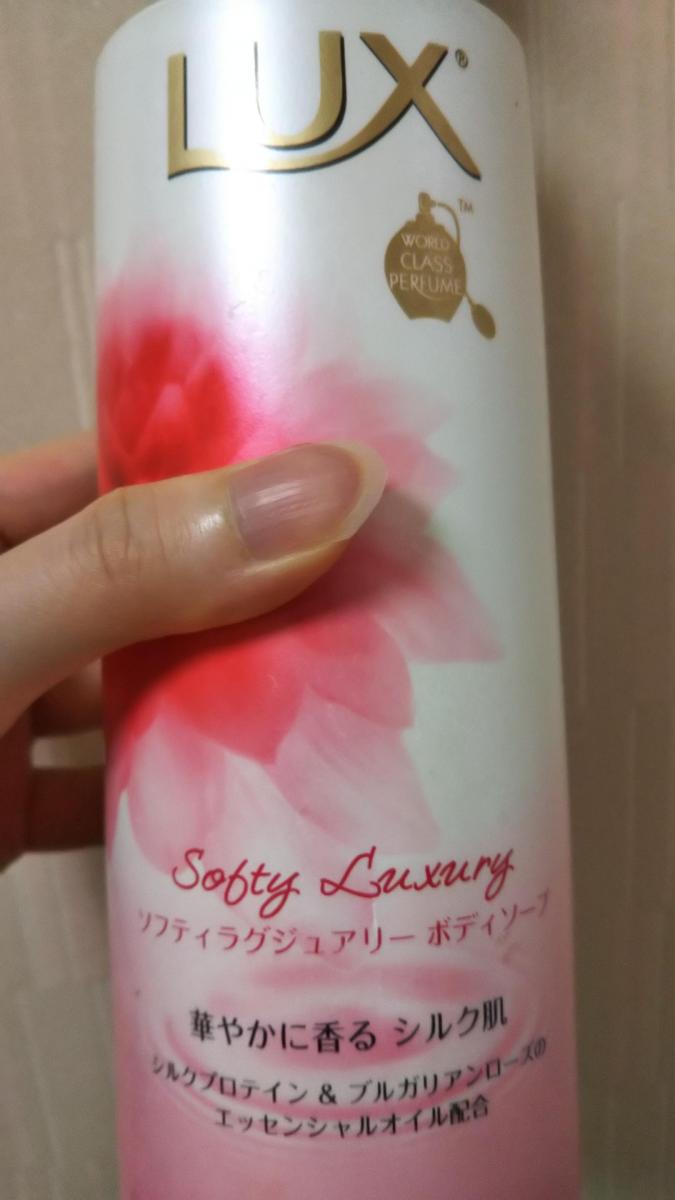 LUX®
TM
WORLD
CLASS
PERFUME
Softy Luxury
ソフティラグジュアリー ボディソープ
華やかに香る シルク肌
シルクプロテイン & ブルガリアンローズの
エッセンシャルオイル配合